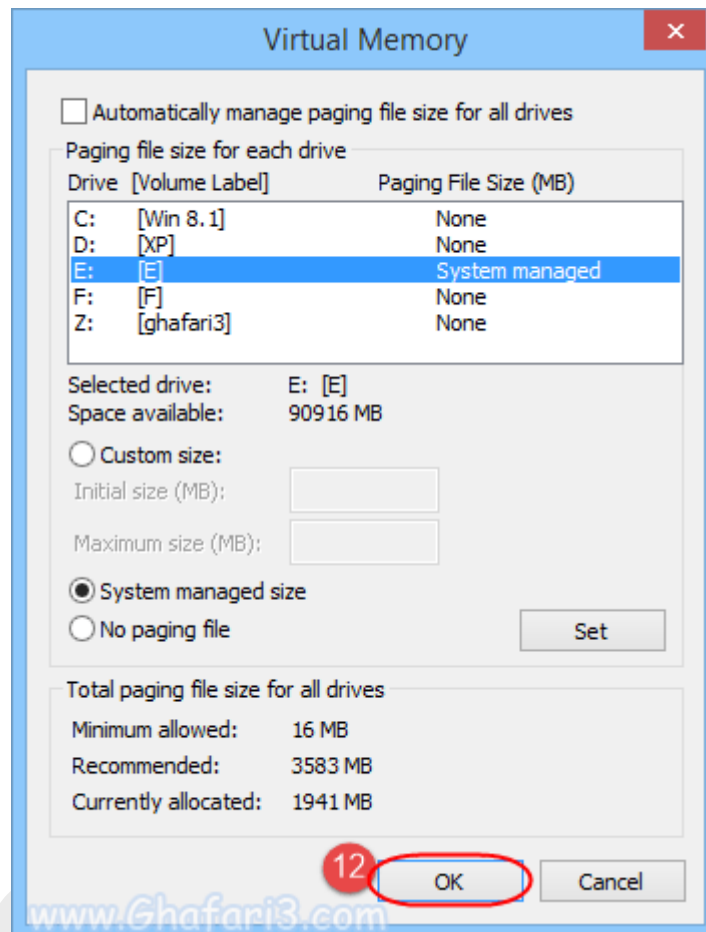 Virtual Memory
Automatically manage paging file size for all drives
Paging file size for each drive
Drive [Volume Label] Paging File Size (MB)
C: [Win 8.1] None
D: [XP] None
E: [E] System managed
F: [F] None
Z: [ghafari3] None
Selected drive: E: [E]
Space available: 90916 MB
Custom size:
Initial size (MB):
Maximum size (MB):
System managed size
No paging file Set
Total paging file size for all drives
Minimum allowed: 16 MB
Recommended: 3583 MB
Currently allocated: 1941 MB
12 OK Cancel
www.Ghafari3.com